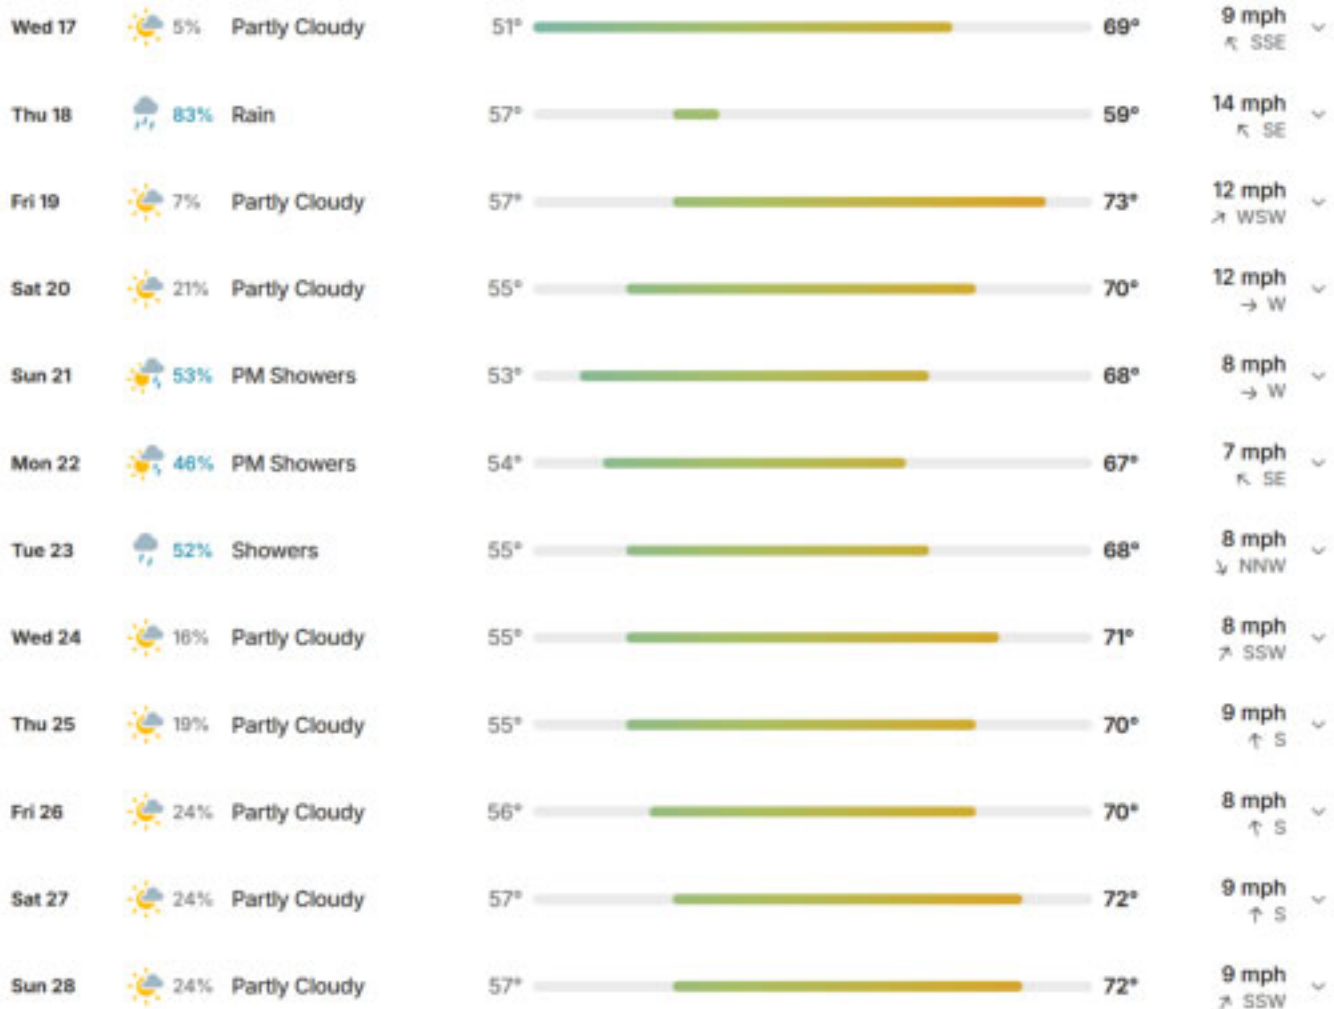 Wed 17 5% Partly Cloudy 51° 69° 9 mph
SSE
Thu 18 83% Rain 57° 59° 14 mph
SE
Fri 19 7% Partly Cloudy 57° 73° 12 mph
WSW
Sat 20 21% Partly Cloudy 55° 70° 12 mph
W
Sun 21 53% PM Showers 53° 68° 8 mph
W
Mon 22 46% PM Showers 54° 67° 7 mph
SE
Tue 23 52% Showers 55° 68° 8 mph
NNW
Wed 24 16% Partly Cloudy 55° 71° 8 mph
SSW
Thu 25 19% Partly Cloudy 55° 70° 9 mph
S
Fri 26 24% Partly Cloudy 56° 70° 8 mph
S
Sat 27 24% Partly Cloudy 57° 72° 9 mph
S
Sun 28 24% Partly Cloudy 57° 72° 9 mph
SSW